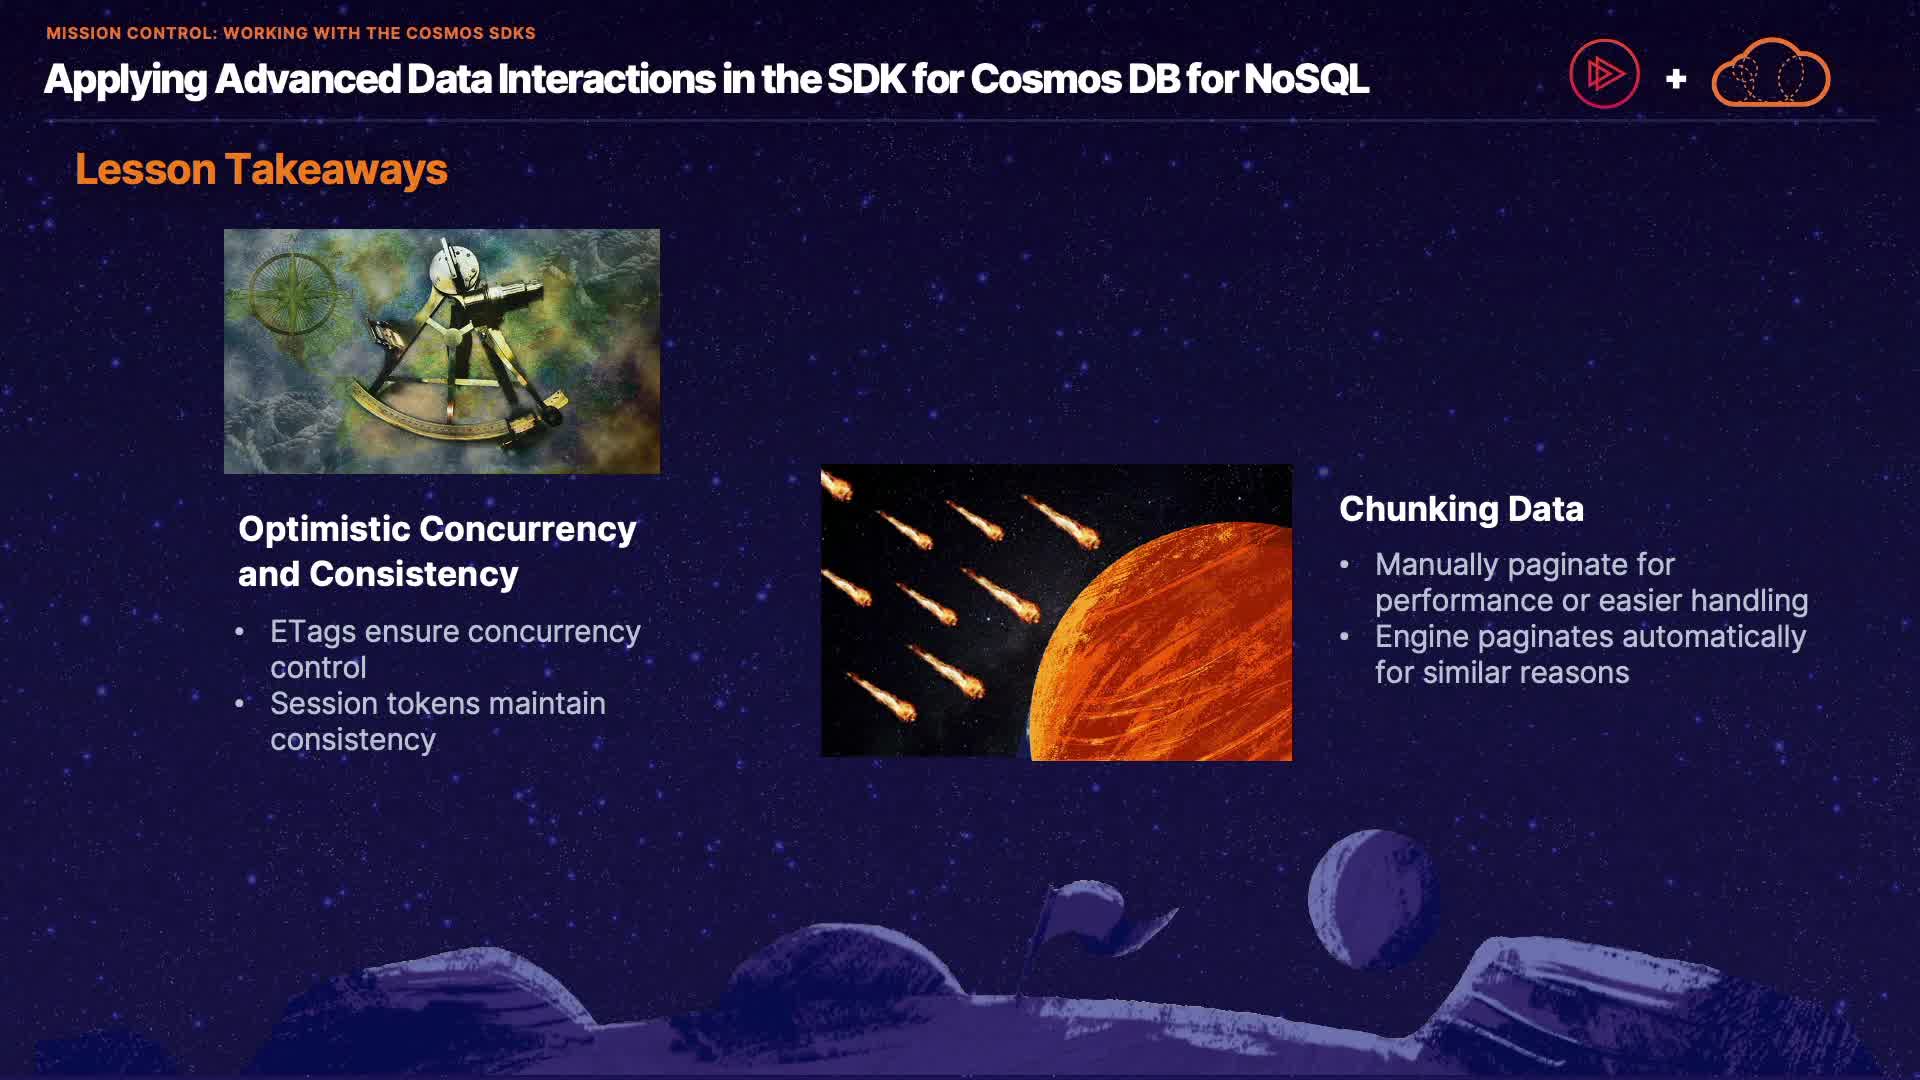 MISSION CONTROL: WORKING WITH THE COSMOS SDKS
Applying Advanced Data Interactions in the SDK for Cosmos DB for NoSQL
+
Lesson Takeaways
Optimistic Concurrency
and Consistency
• ETags ensure concurrency
control
• Session tokens maintain
consistency
Chunking Data
• Manually paginate for
performance or easier handling
• Engine paginates automatically
for similar reasons